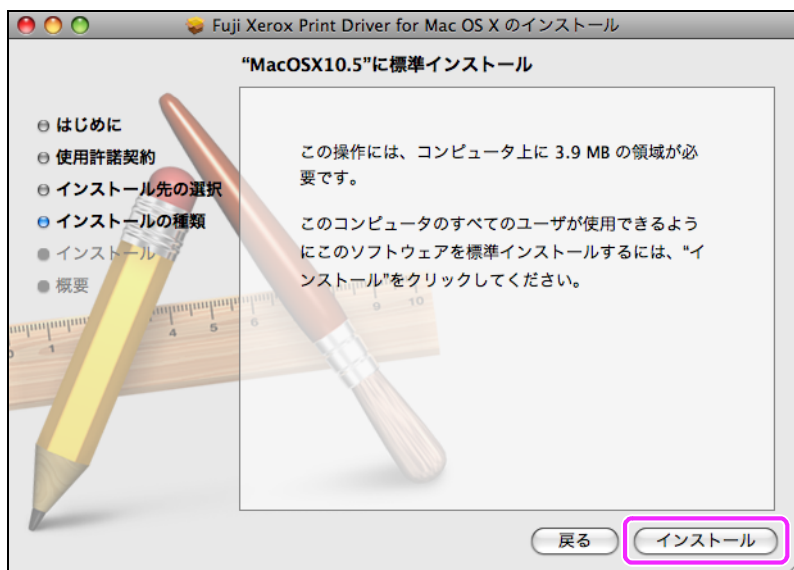 Fuji Xerox Print Driver for Mac OS X のインストール
“MacOSX10.5”に標準インストール
はじめに
使用許諾契約
インストール先の選択
インストールの種類
インストール
概要
この操作には、コンピュータ上に 3.9 MB の領域が必
要です。
このコンピュータのすべてのユーザが使用できるよう
にこのソフトウェアを標準インストールするには、“イ
ンストール”をクリックしてください。
1 4 5 6 9 10
戻る インストール